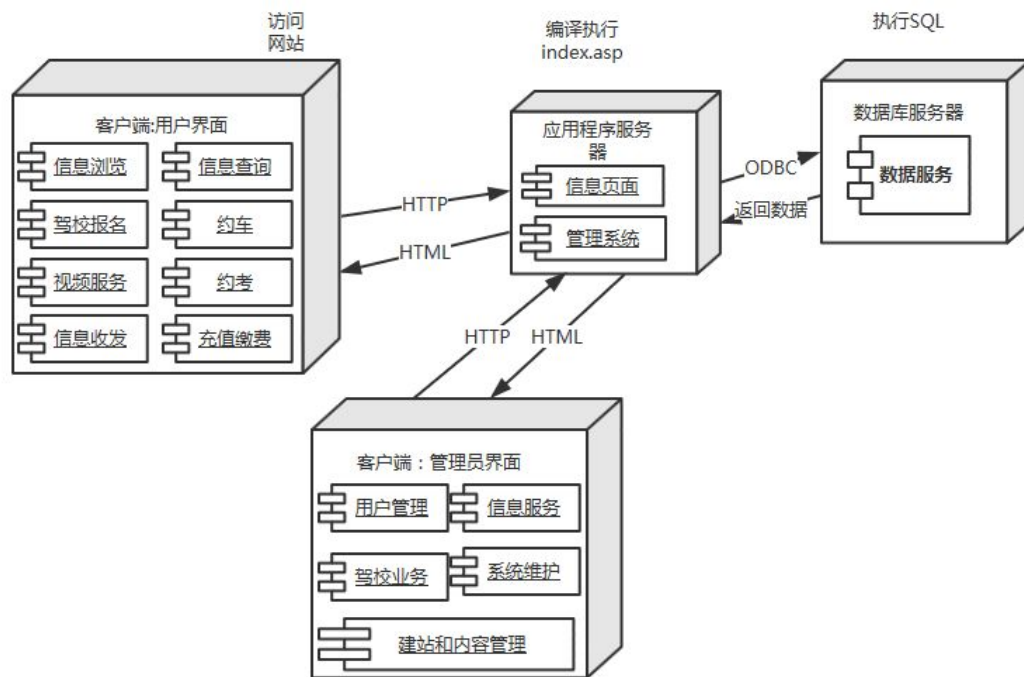 访问
网站
编译执行
index.asp
执行SQL
客户端:用户界面
信息浏览
信息查询
驾校报名
约车
视频服务
约考
信息收发
充值缴费
HTTP
HTML
应用程序服务
器
信息页面
管理系统
ODBC
返回数据
数据库服务器
数据服务
HTTP
HTML
客户端：管理员界面
用户管理
信息服务
驾校业务
系统维护
建站和内容管理